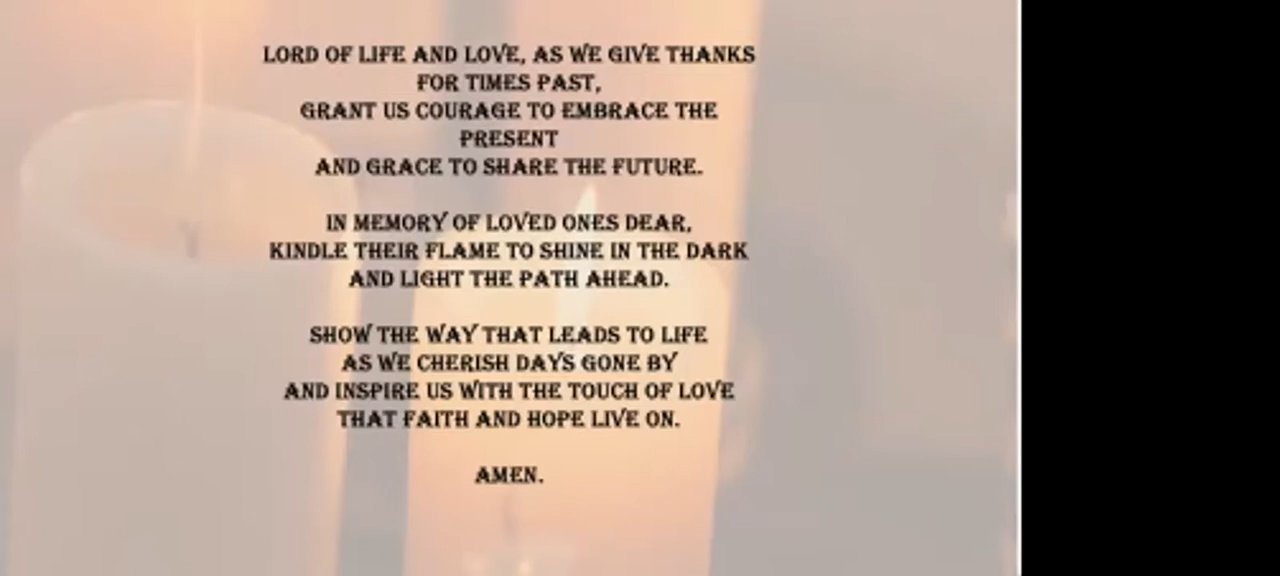 LORD OF LIFE AND LOVE, AS WE GIVE THANKS
FOR TIMES PAST,
GRANT US COURAGE TO EMBRACE THE
PRESENT
AND GRACE TO SHARE THE FUTURE.
IN MEMORY OF LOVED ONES DEAR,
KINDLE THEIR FLAME TO SHINE IN THE DARK
AND LIGHT THE PATH AHEAD.
SHOW THE WAY THAT LEADS TO LIFE
AS WE CHERISH DAYS GONE BY
AND INSPIRE US WITH THE TOUCH OF LOVE
THAT FAITH AND HOPE LIVE ON.
AMEN.